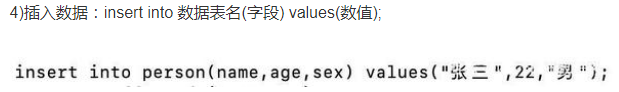 4)插入数据：insert into 数据表名(字段) values(数值);
insert into person(name,age,sex) values("张三",22,"男");